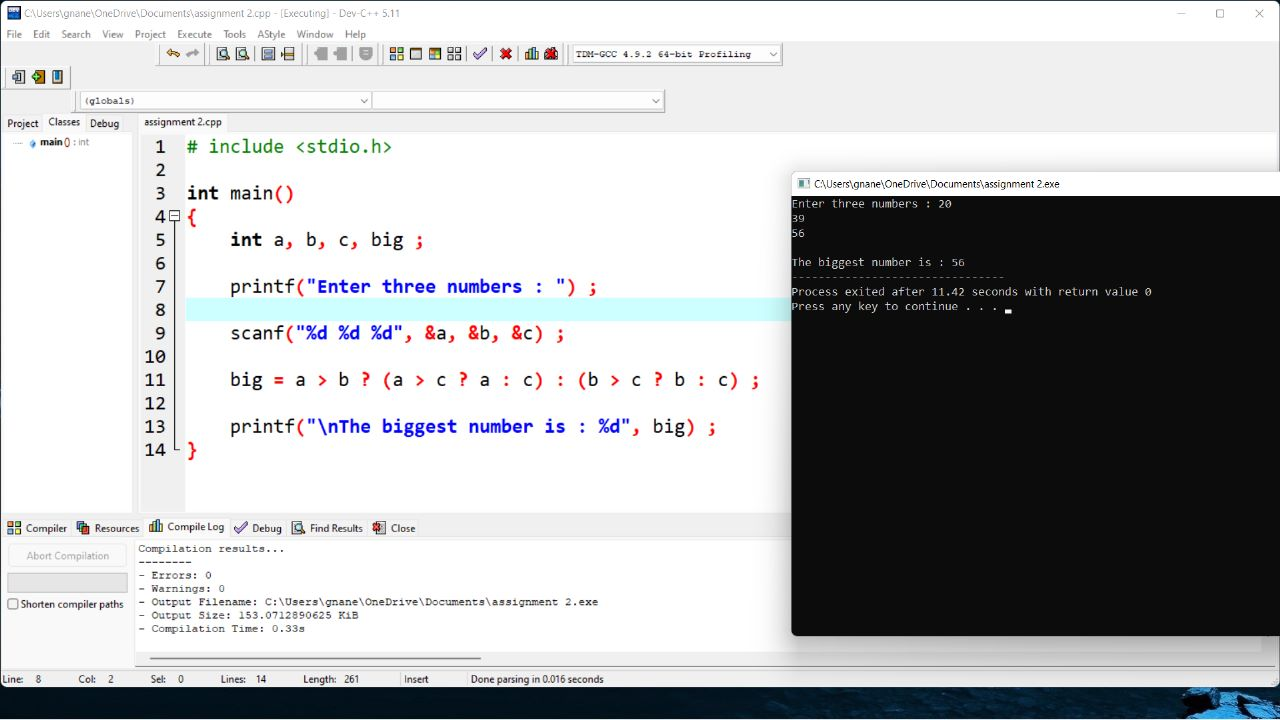 C:\Users\gnane\OneDrive\Documents\assignment 2.cpp - [Executing] - Dev-C++ 5.11
File Edit Search View Project Execute Tools AStyle Window Help
TDM-GCC 4.9.2 64-bit Profiling
(globals)
Project Classes Debug
main () : int
assignment 2.cpp
1 # include <stdio.h>
2
3 int main()
4 {
5 int a, b, c, big ;
6
7 printf("Enter three numbers : ") ;
8
9 scanf("%d %d %d", &a, &b, &c) ;
10
11 big = a > b ? (a > c ? a : c) : (b > c ? b : c) ;
12
13 printf("\nThe biggest number is : %d", big) ;
14 }
C:\Users\gnane\OneDrive\Documents\assignment 2.exe
Enter three numbers : 20
39
56
The biggest number is : 56
--------------------------------
Process exited after 11.42 seconds with return value 0
Press any key to continue . . .
Compiler Resources Compile Log Debug Find Results Close
Abort Compilation
Shorten compiler paths
Compilation results...
--------
- Errors: 0
- Warnings: 0
- Output Filename: C:\Users\gnane\OneDrive\Documents\assignment 2.exe
- Output Size: 153.0712890625 KiB
- Compilation Time: 0.33s
Line: 8 Col: 2 Sel: 0 Lines: 14 Length: 261 Insert Done parsing in 0.016 seconds